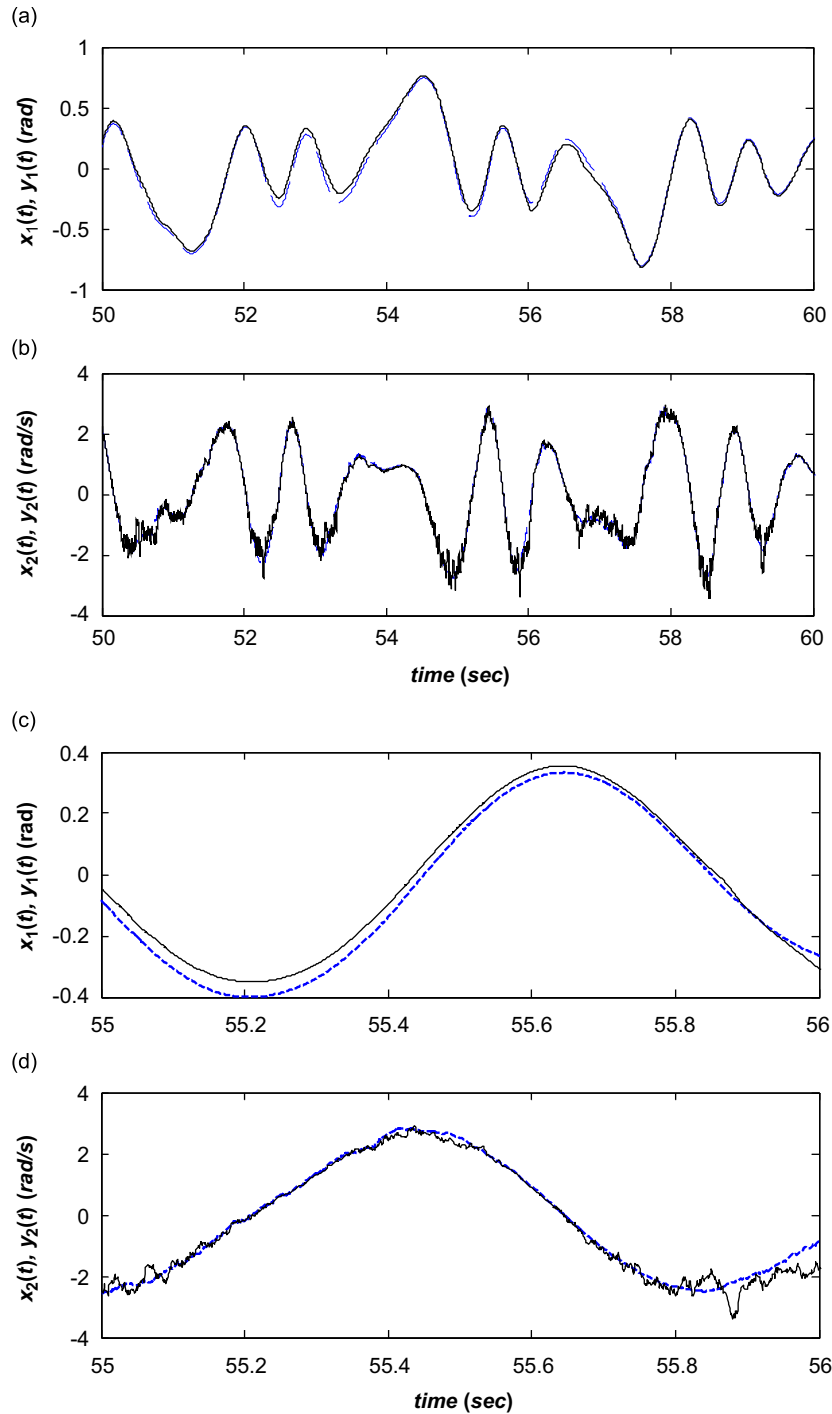 (a)
x₁(t), y₁(t) (rad)
1
0.5
0
-0.5
-1
50 52 54 56 58 60
(b)
x₂(t), y₂(t) (rad/s)
4
2
0
-2
-4
50 52 54 56 58 60
time (sec)
(c)
x₁(t), y₁(t) (rad)
0.4
0.2
0
-0.2
-0.4
55 55.2 55.4 55.6 55.8 56
(d)
x₂(t), y₂(t) (rad/s)
4
2
0
-2
-4
55 55.2 55.4 55.6 55.8 56
time (sec)